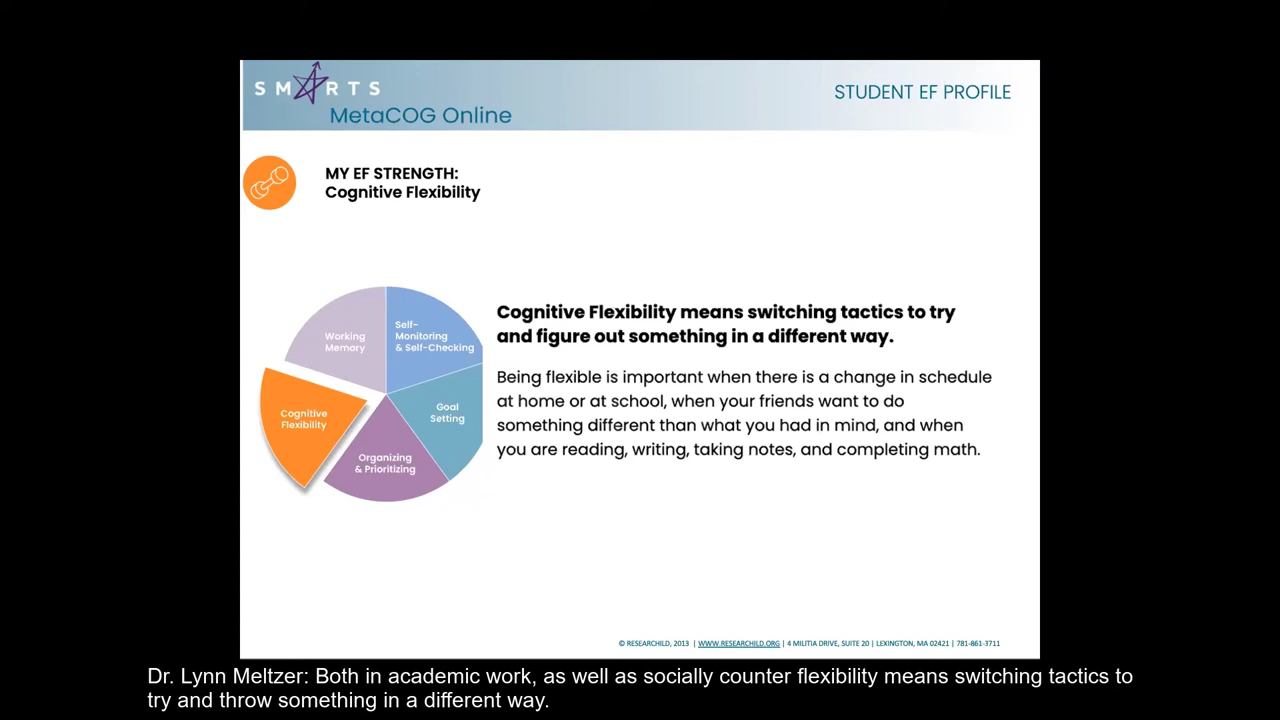 SMARTS
MetaCOG Online
STUDENT EF PROFILE
MY EF STRENGTH:
Cognitive Flexibility
Working
Memory
Self-
Monitoring
& Self-Checking
Cognitive
Flexibility
Goal
Setting
Organizing
& Prioritizing
Cognitive Flexibility means switching tactics to try
and figure out something in a different way.
Being flexible is important when there is a change in schedule
at home or at school, when your friends want to do
something different than what you had in mind, and when
you are reading, writing, taking notes, and completing math.
© RESEARCHILD, 2013 | WWW.RESEARCHILD.ORG | 4 MILITIA DRIVE, SUITE 20 | LEXINGTON, MA 02421 | 781-861-3711
Dr. Lynn Meltzer: Both in academic work, as well as socially counter flexibility means switching tactics to
try and throw something in a different way.